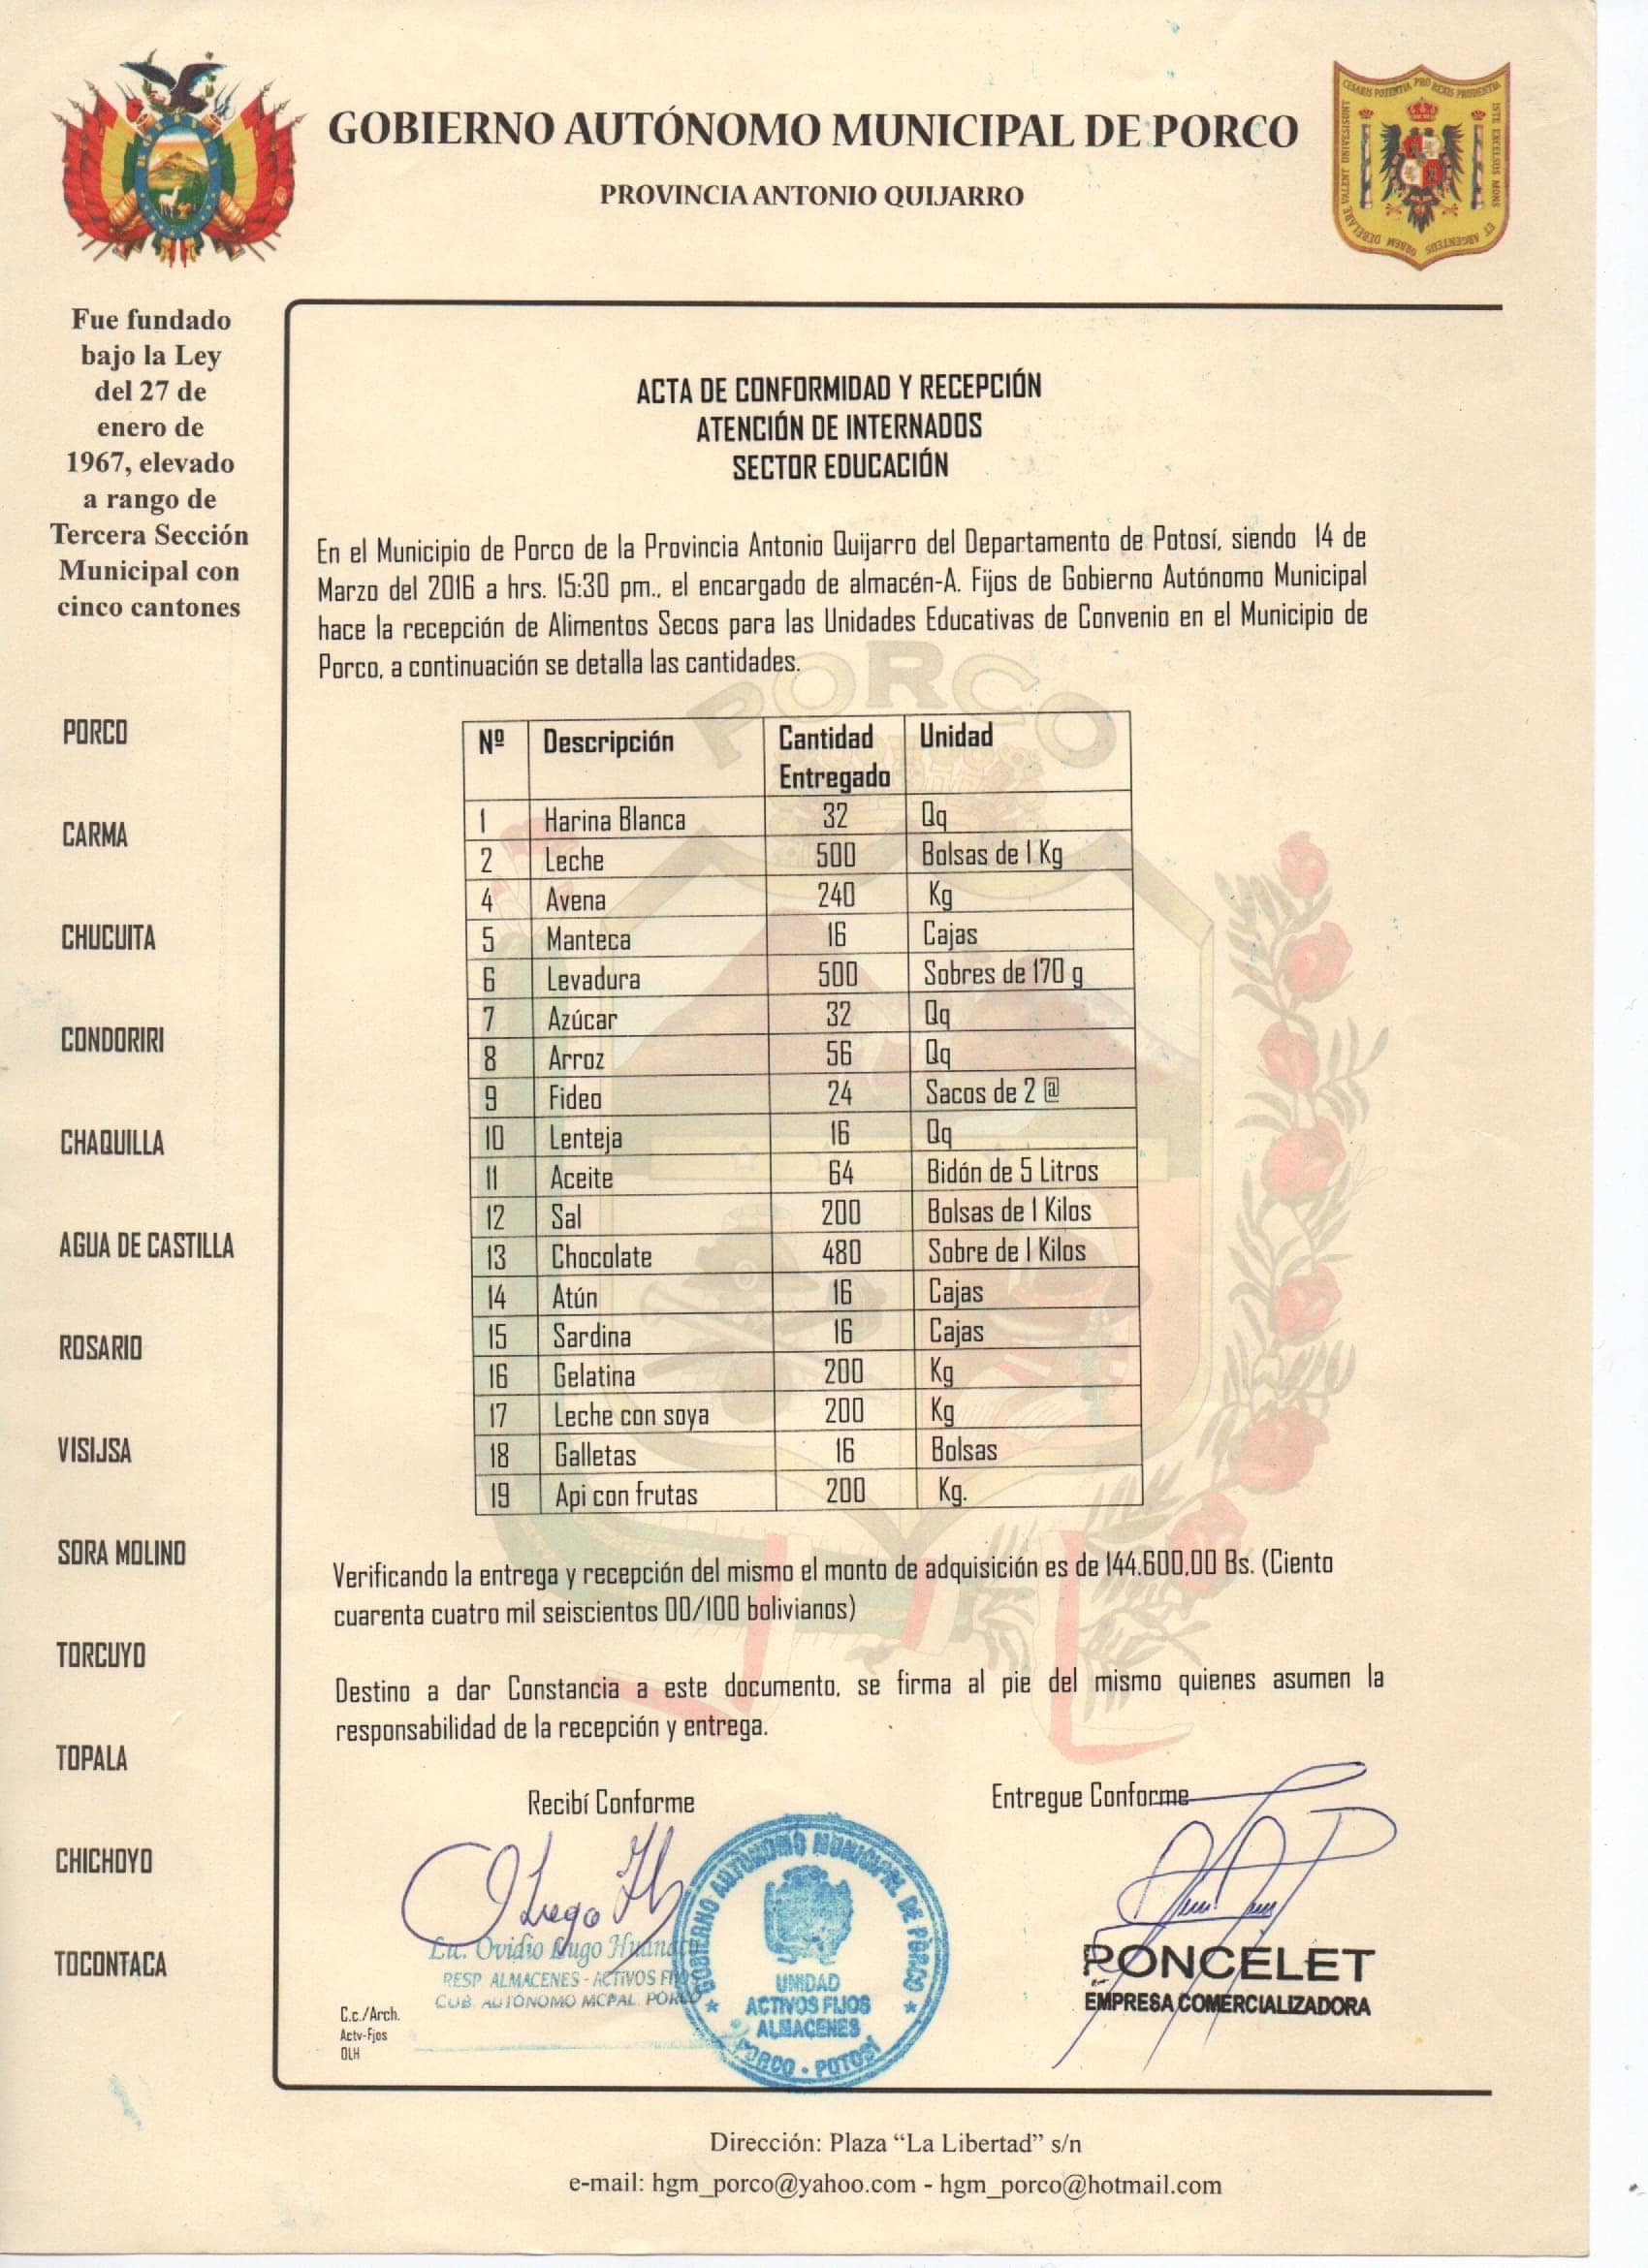 GOBIERNO AUTÓNOMO MUNICIPAL DE PORCO
PROVINCIA ANTONIO QUIJARRO
CESARIS POTENTIA PRO REGIS PRUDENTIA
ISTE EXCELSUS MONS
ET ARGENTEUS
ORBEM DEBELARE VALENT UNIVERSUM
Fue fundado
bajo la Ley
del 27 de
enero de
1967, elevado
a rango de
Tercera Sección
Municipal con
cinco cantones
PORCO
CARMA
CHUCUITA
CONDORIRI
CHAQUILLA
AGUA DE CASTILLA
ROSARIO
VISIJSA
SORA MOLINO
TORCUYO
TOPALA
CHICHOYO
TOCONTACA
ACTA DE CONFORMIDAD Y RECEPCIÓN
ATENCIÓN DE INTERNADOS
SECTOR EDUCACIÓN
En el Municipio de Porco de la Provincia Antonio Quijarro del Departamento de Potosí, siendo 14 de
Marzo del 2016 a hrs. 15:30 pm., el encargado de almacén-A. Fijos de Gobierno Autónomo Municipal
hace la recepción de Alimentos Secos para las Unidades Educativas de Convenio en el Municipio de
Porco, a continuación se detalla las cantidades.
PORCO
Nº Descripción Cantidad Entregado Unidad
1 Harina Blanca 32 Qq
2 Leche 500 Bolsas de 1 Kg
4 Avena 240 Kg
5 Manteca 16 Cajas
6 Levadura 500 Sobres de 170 g
7 Azúcar 32 Qq
8 Arroz 56 Qq
9 Fideo 24 Sacos de 2 @
10 Lenteja 16 Qq
11 Aceite 64 Bidón de 5 Litros
12 Sal 200 Bolsas de 1 Kilos
13 Chocolate 480 Sobre de 1 Kilos
14 Atún 16 Cajas
15 Sardina 16 Cajas
16 Gelatina 200 Kg
17 Leche con soya 200 Kg
18 Galletas 16 Bolsas
19 Api con frutas 200 Kg.
Verificando la entrega y recepción del mismo el monto de adquisición es de 144.600,00 Bs. (Ciento
cuarenta cuatro mil seiscientos 00/100 bolivianos)
Destino a dar Constancia a este documento, se firma al pie del mismo quienes asumen la
responsabilidad de la recepción y entrega.
Recibí Conforme
Entregue Conforme
Lugo
Lic. Ovidio Lugo
RESP ALMACENES - ACTIVOS
GOB. AUTÓNOMO MCPAL PORCO
GOBIERNO AUTÓNOMO MUNICIPAL DE PORCO
UNIDAD
ACTIVOS FIJOS
ALMACENES
PORCO - POTOSÍ
PONCELET
EMPRESA COMERCIALIZADORA
C.c./Arch.
Actv-Fjos
OLH
Dirección: Plaza “La Libertad” s/n
e-mail: hgm_porco@yahoo.com - hgm_porco@hotmail.com